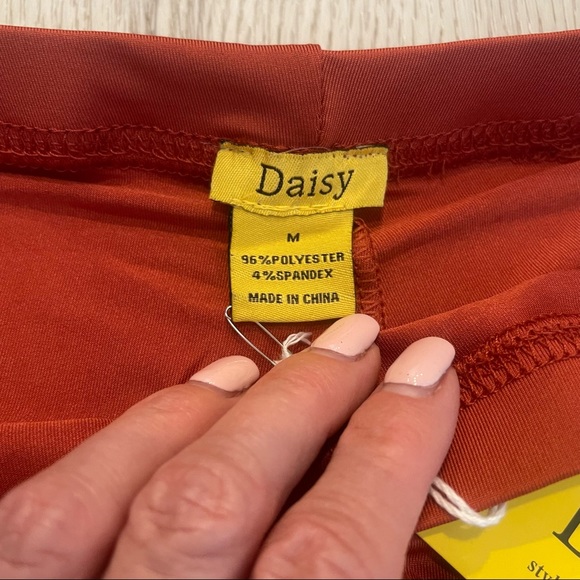 Daisy
M
96%POLYESTER
4%SPANDEX
MADE IN CHINA